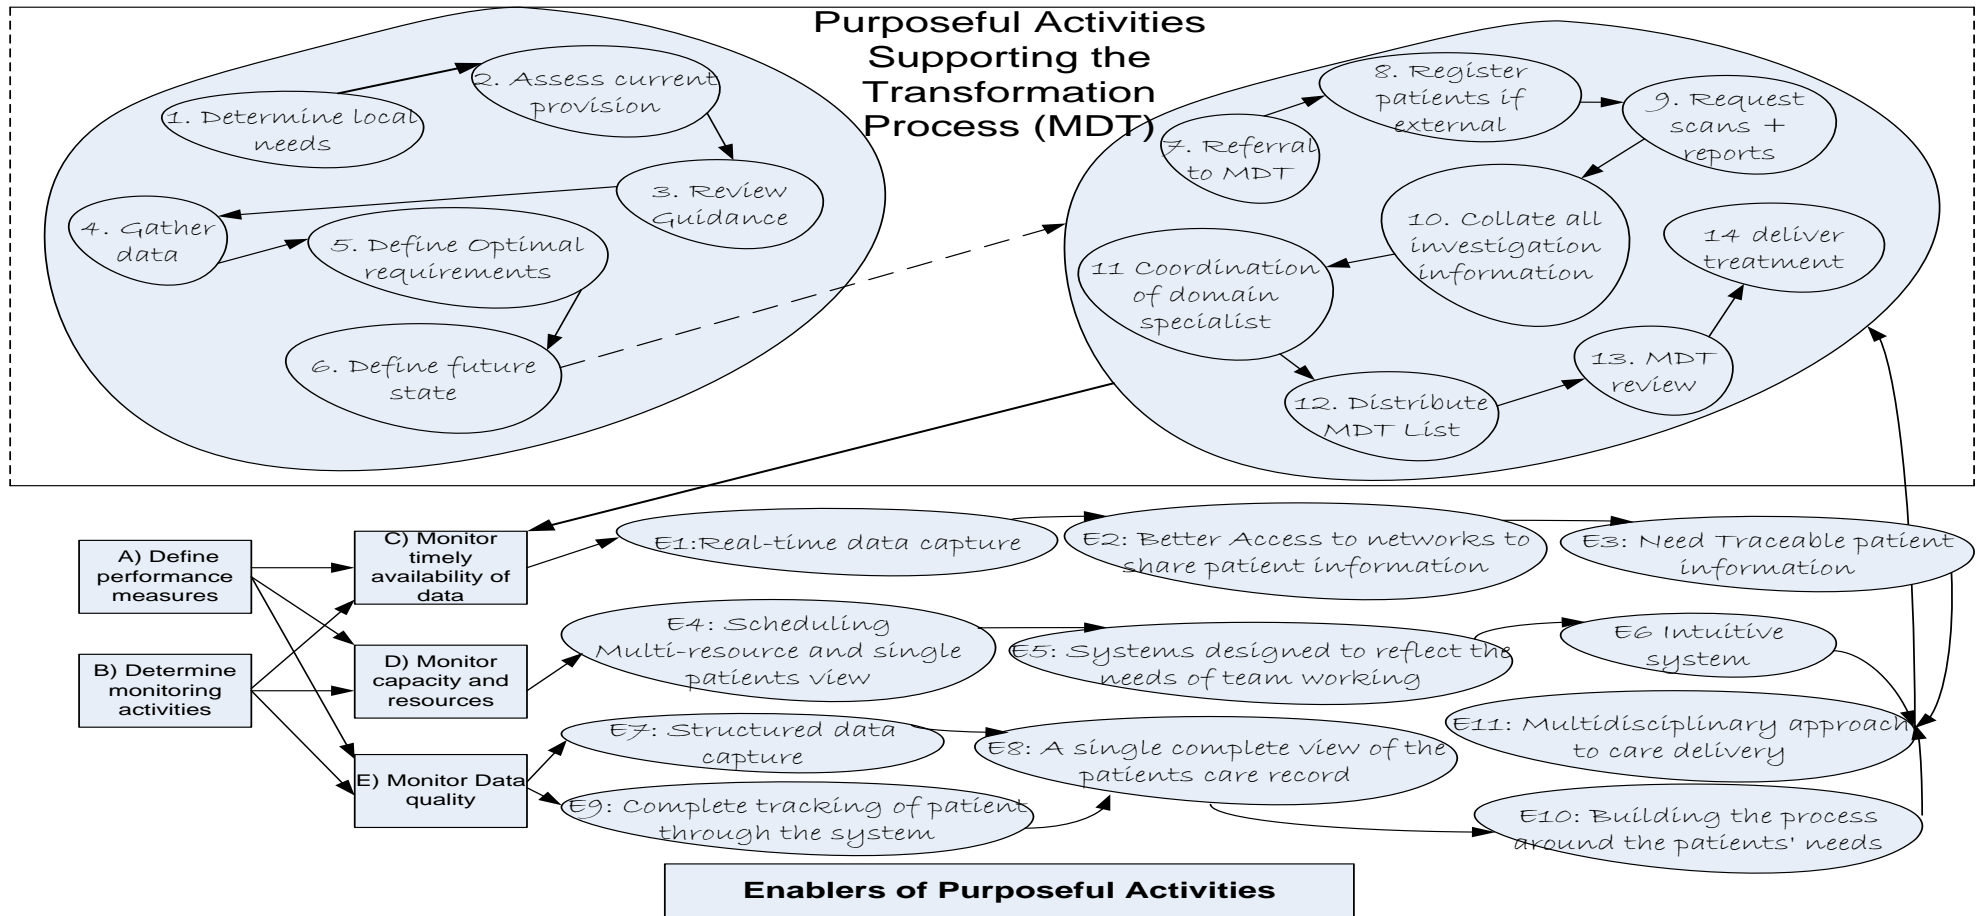 Purposeful Activities
Supporting the
Transformation
Process (MDT)
1. Determine local
needs
2. Assess current
provision
3. Review
Guidance
4. Gather
data
5. Define Optimal
requirements
6. Define future
state
7. Referral
to MDT
8. Register
patients if
external
9. Request
scans +
reports
10. Collate all
investigation
information
11 Coordination
of domain
specialist
12. Distribute
MDT List
13. MDT
review
14 deliver
treatment
A) Define
performance
measures
B) Determine
monitoring
activities
C) Monitor
timely
availability of
data
D) Monitor
capacity and
resources
E) Monitor Data
quality
E1:Real-time data capture
E2: Better Access to networks to
share patient information
E3: Need Traceable patient
information
E4: Scheduling
Multi-resource and single
patients view
E5: Systems designed to reflect the
needs of team working
E6 Intuitive
system
E7: Structured data
capture
E8: A single complete view of the
patients care record
E9: Complete tracking of patient
through the system
E10: Building the process
around the patients' needs
E11: Multidisciplinary approach
to care delivery
Enablers of Purposeful Activities